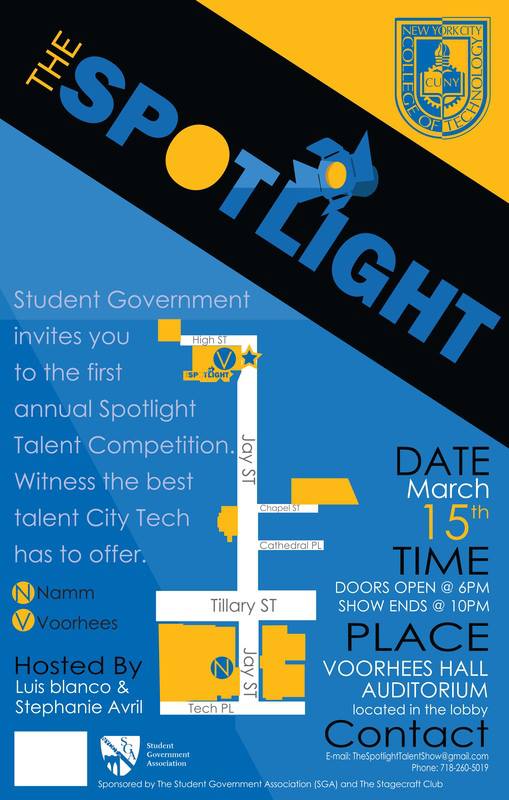 THE
SPOTLIGHT
NEW YORK CITY
COLLEGE OF TECHNOLOGY
CUNY
Student Government
invites you
to the first
annual Spotlight
Talent Competition.
Witness the best
talent City Tech
has to offer.
High ST
V
SPOTLIGHT
Jay ST
Chapel ST
Cathedral PL
Tillary ST
N
Jay ST
Tech PL
N Namm
V Voorhees
Hosted By
Luis blanco &
Stephanie Avril
DATE
March
15th
TIME
DOORS OPEN @ 6PM
SHOW ENDS @ 10PM
PLACE
VOORHEES HALL
AUDITORIUM
located in the lobby
Contact
E-mail: TheSpotlightTalentShow@gmail.com
Phone: 718-260-5019
SGA
Student
Government
Association
Sponsored by The Student Government Association (SGA) and The Stagecraft Club